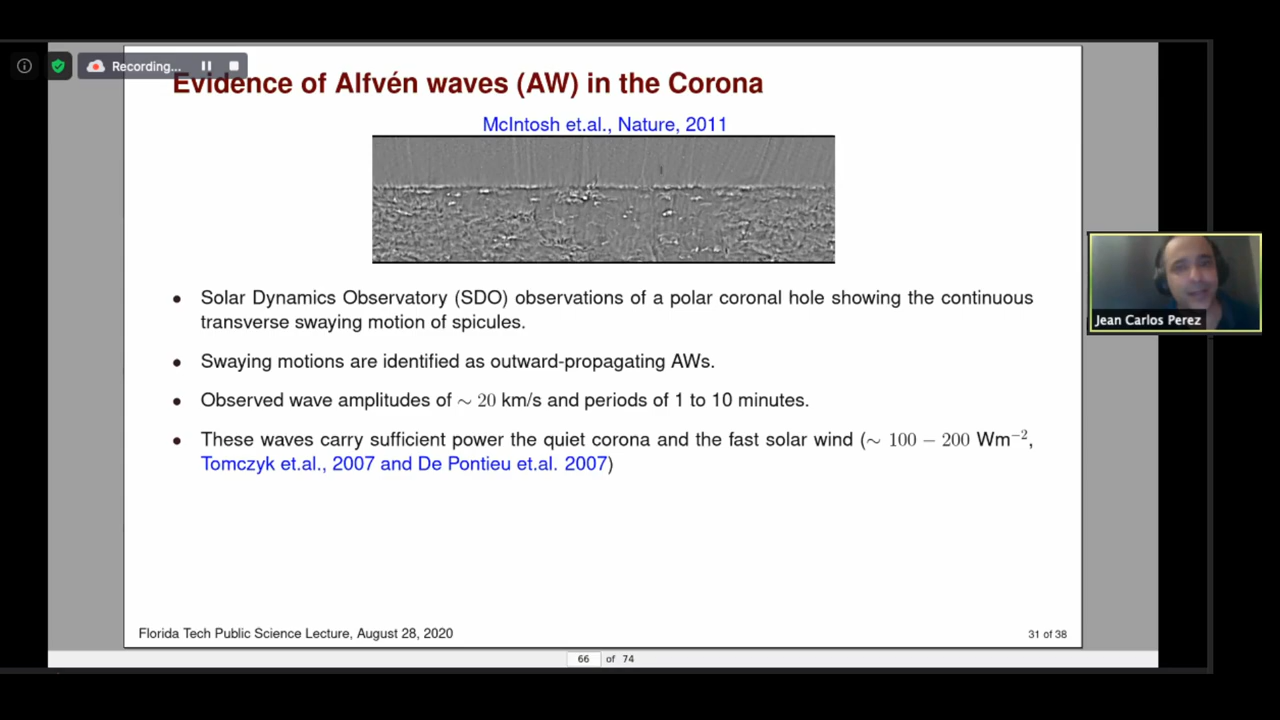 Recording...
Evidence of Alfvén waves (AW) in the Corona
McIntosh et.al., Nature, 2011
• Solar Dynamics Observatory (SDO) observations of a polar coronal hole showing the continuous
transverse swaying motion of spicules.
• Swaying motions are identified as outward-propagating AWs.
• Observed wave amplitudes of ∼ 20 km/s and periods of 1 to 10 minutes.
• These waves carry sufficient power the quiet corona and the fast solar wind (∼ 100 − 200 Wm⁻²,
Tomczyk et.al., 2007 and De Pontieu et.al. 2007)
Jean Carlos Perez
Florida Tech Public Science Lecture, August 28, 2020
31 of 38
66 of 74